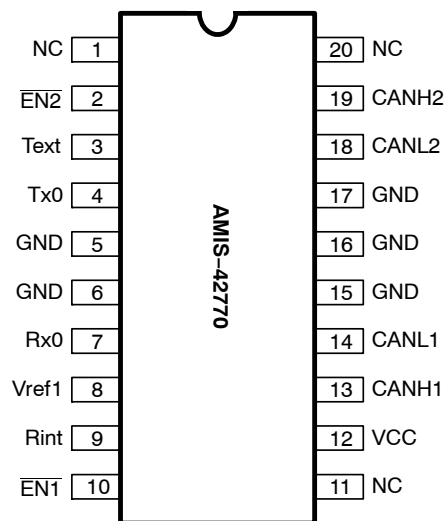 NC 1 20 NC
EN2 2 19 CANH2
Text 3 18 CANL2
Tx0 4 17 GND
GND 5 16 GND
GND 6 15 GND
Rx0 7 14 CANL1
Vref1 8 13 CANH1
Rint 9 12 VCC
EN1 10 11 NC
AMIS−42770